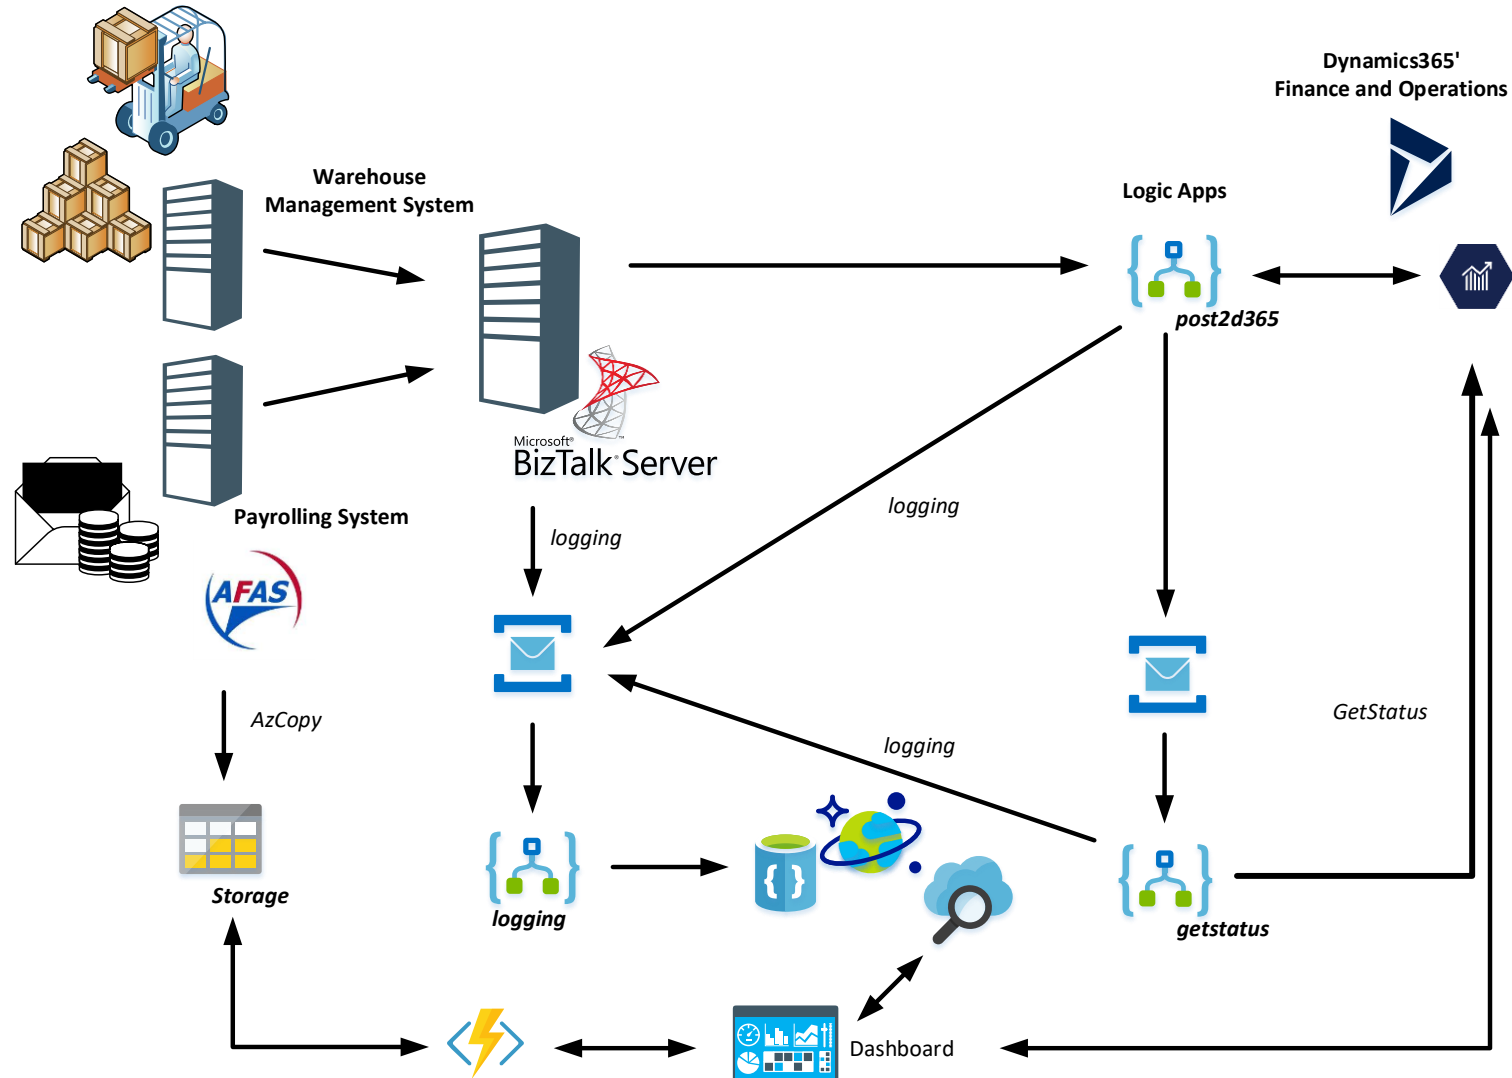 Dynamics365'
Finance and Operations
Warehouse
Management System
Logic Apps
post2d365
Microsoft®
BizTalk Server
™
Payrolling System
logging
logging
AFAS
AzCopy
GetStatus
logging
Storage
logging
getstatus
Dashboard